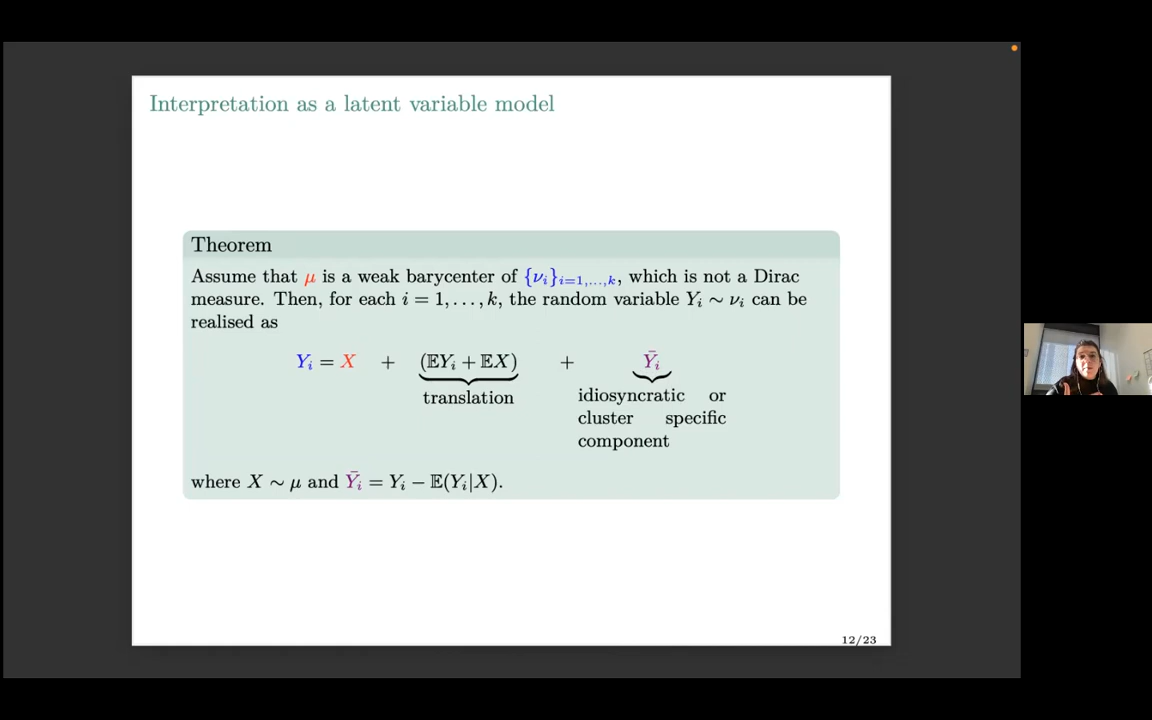 Interpretation as a latent variable model
Theorem
Assume that μ is a weak barycenter of {ν_i}_{i=1,...,k}, which is not a Dirac
measure. Then, for each i = 1, . . . , k, the random variable Y_i ∼ ν_i can be
realised as
Y_i = X + (𝔼Y_i + 𝔼X) + Ȳ_i
translation
idiosyncratic or
cluster specific
component
where X ∼ μ and Ȳ_i = Y_i − 𝔼(Y_i|X).
12/23